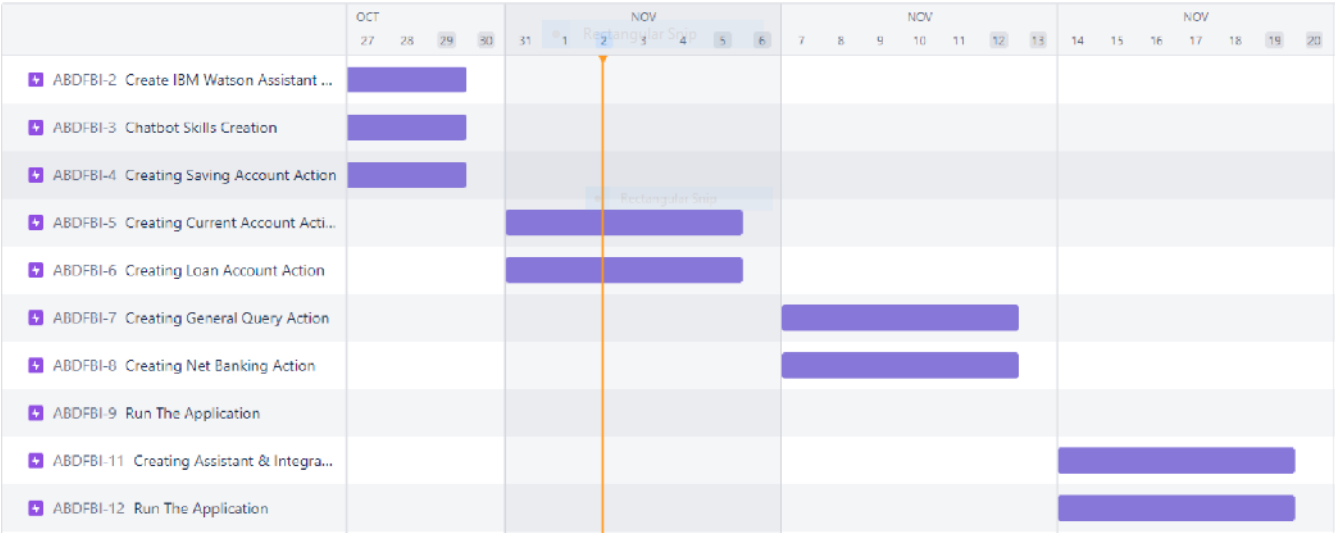 OCT NOV NOV NOV
27 28 29 30 31 1 2 3 4 5 6 7 8 9 10 11 12 13 14 15 16 17 18 19 20
Rectangular Snip
ABDFBI-2 Create IBM Watson Assistant ...
ABDFBI-3 Chatbot Skills Creation
ABDFBI-4 Creating Saving Account Action
Rectangular Snip
ABDFBI-5 Creating Current Account Acti...
ABDFBI-6 Creating Loan Account Action
ABDFBI-7 Creating General Query Action
ABDFBI-8 Creating Net Banking Action
ABDFBI-9 Run The Application
ABDFBI-11 Creating Assistant & Integra...
ABDFBI-12 Run The Application